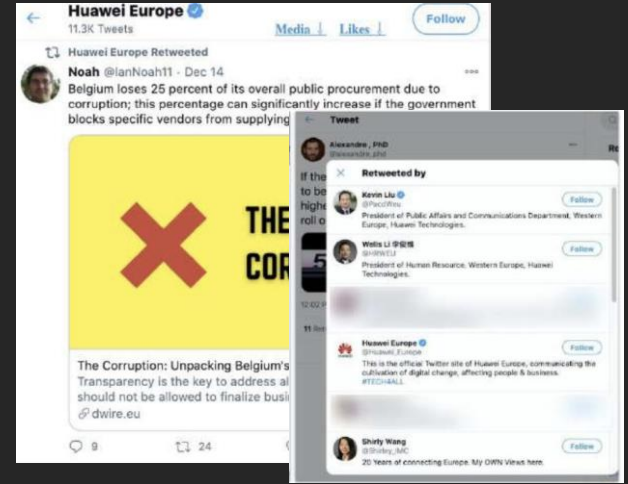 Huawei Europe
11.3K Tweets
Media ↓ Likes ↓
Follow
Huawei Europe Retweeted
Noah @IanNoah11 · Dec 14
Belgium loses 25 percent of its overall public procurement due to
corruption; this percentage can significantly increase if the government
blocks specific vendors from supplying
THE
COR
The Corruption: Unpacking Belgium's
Transparency is the key to address al
should not be allowed to finalize busi
dwire.eu
9
24
Tweet
Alexandre, PhD
If the
to be
highe
roll o
5
Retweeted by
Kevin Liu
Follow
President of Public Affairs and Communications Department, Western
Europe, Huawei Technologies.
Wells Li 李俊愼
@HRWEU
Follow
President of Human Resource, Western Europe, Huawei
Technologies.
Huawei Europe
@Huawei_Europe
Follow
This is the official Twitter site of Huawei Europe, communicating the
cultivation of digital change, affecting people & business.
#TECH4ALL
Shirly Wang
@Shirley_IMC
Follow
20 Years of connecting Europe. My OWN Views here.